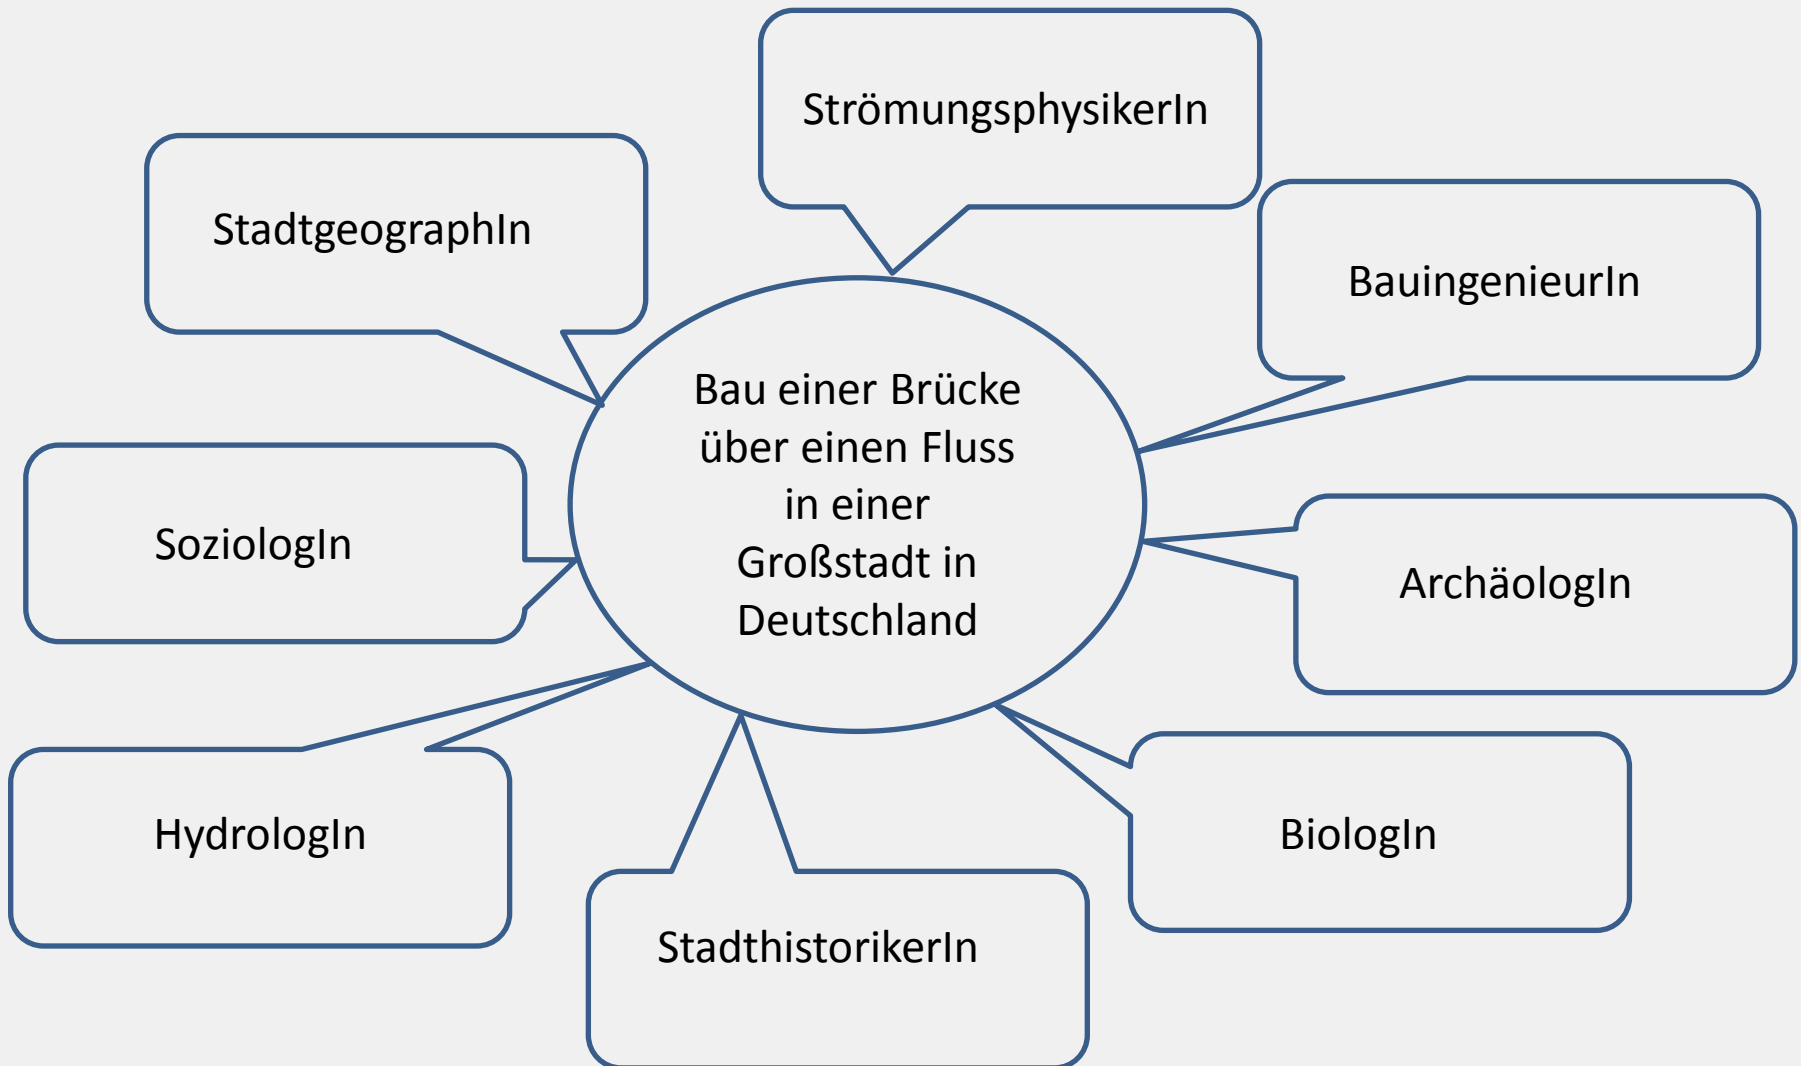 StrömungsphysikerIn
StadtgeographIn
BauingenieurIn
Bau einer Brücke
über einen Fluss
in einer
Großstadt in
Deutschland
SoziologIn
ArchäologIn
HydrologIn
BiologIn
StadthistorikerIn